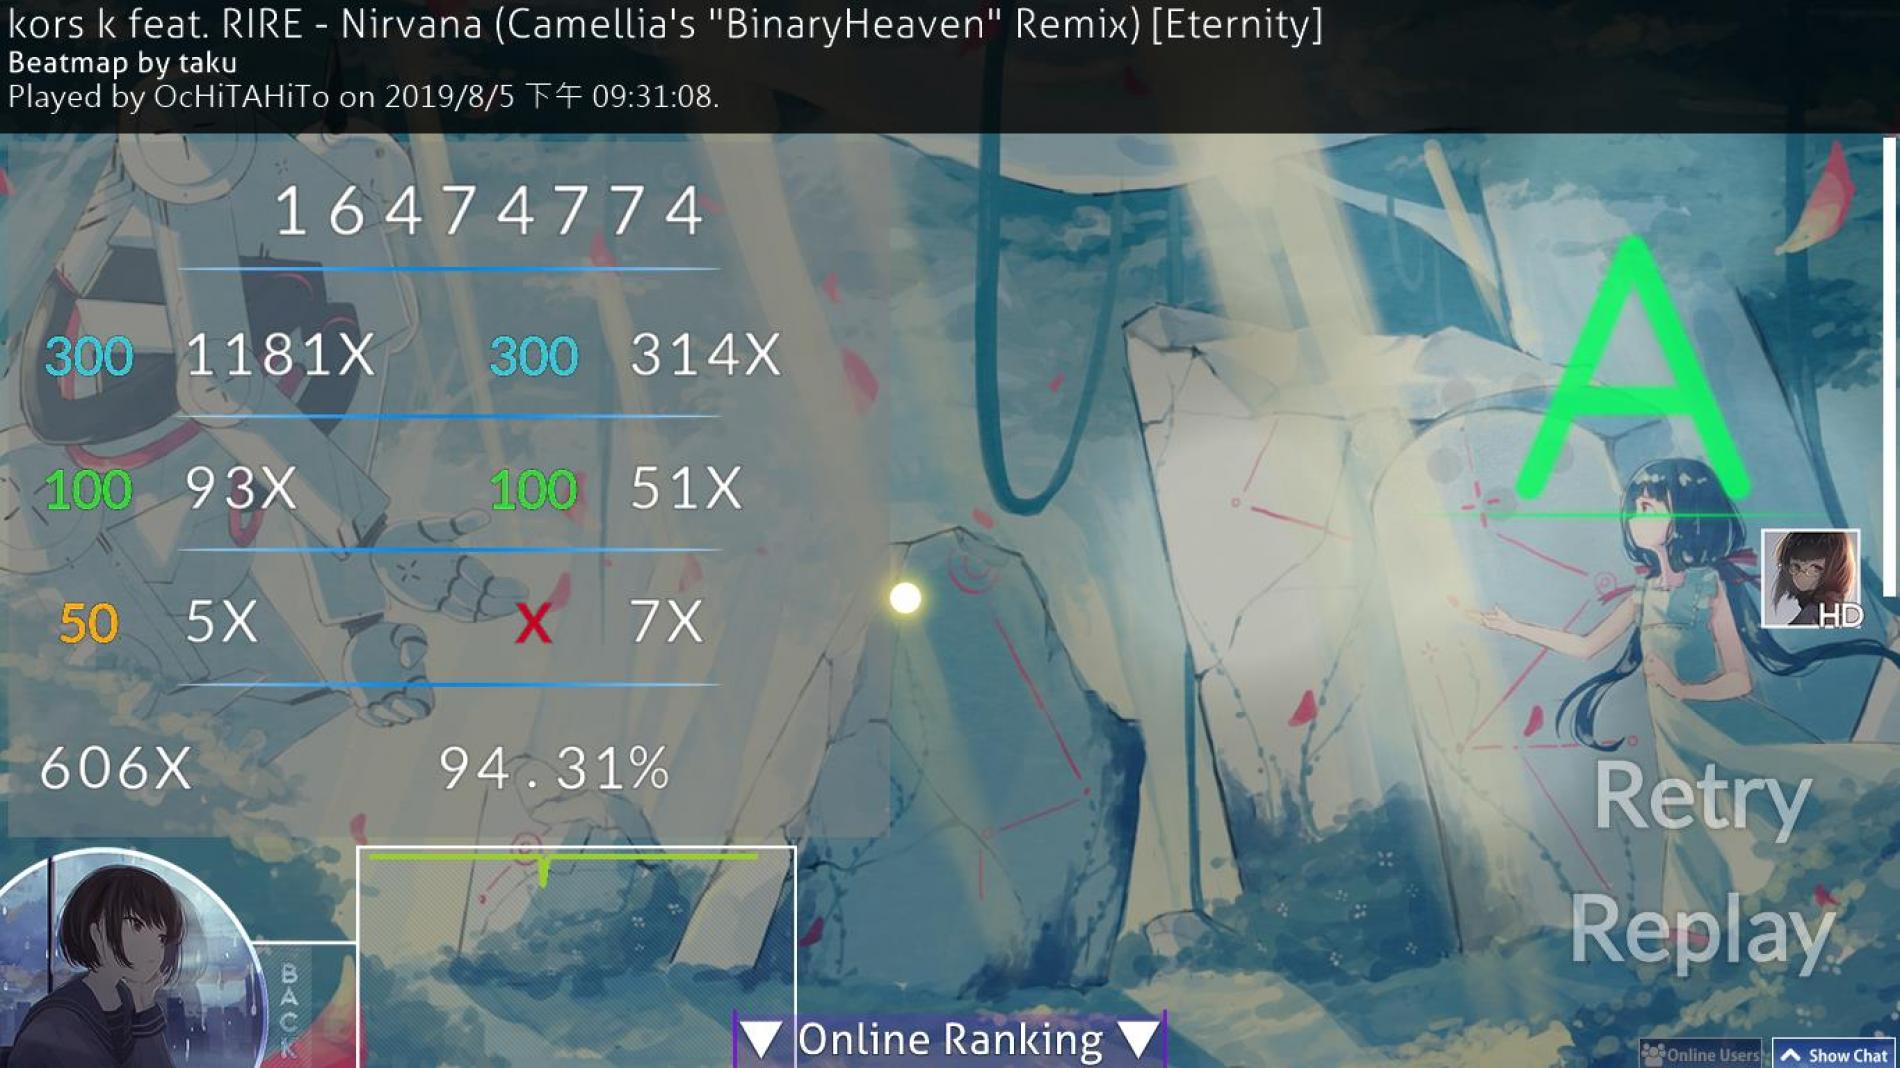 kors k feat. RIRE - Nirvana (Camellia's "BinaryHeaven" Remix) [Eternity]
Beatmap by taku
Played by OcHiTAHiTo on 2019/8/5 下午 09:31:08.
16474774
300 1181X 300 314X
100 93X 100 51X
50 5X X 7X
606X 94.31%
A
HD
Retry
Replay
BACK
▼ Online Ranking ▼
Online Users
Show Chat